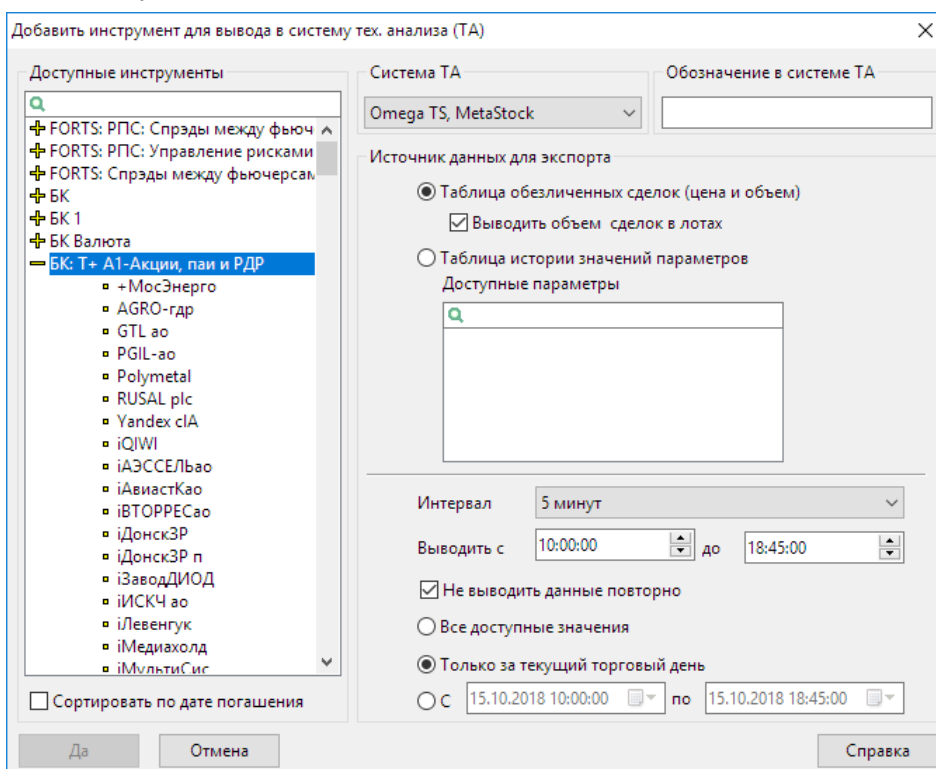 Добавить инструмент для вывода в систему тех. анализа (ТА)
Доступные инструменты
FORTS: РПС: Спрэды между фьюч
FORTS: РПС: Управление рисками
FORTS: Спрэды между фьючерсам
БК
БК 1
БК Валюта
БК: Т+ А1-Акции, паи и РДР
+МосЭнерго
AGRO-гдр
GTL ао
PGIL-ао
Polymetal
RUSAL plc
Yandex clA
iQIWI
iАЭССЕЛЬао
iАвиастКао
iВТОРРЕСао
iДонскЗР
iДонскЗР п
iЗаводДИОД
iИСКЧ ао
iЛевенгук
iМедиахолд
iМультиСис
Сортировать по дате погашения
Система ТА
Omega TS, MetaStock
Обозначение в системе ТА
Источник данных для экспорта
Таблица обезличенных сделок (цена и объем)
Выводить объем сделок в лотах
Таблица истории значений параметров
Доступные параметры
Интервал 5 минут
Выводить с 10:00:00 до 18:45:00
Не выводить данные повторно
Все доступные значения
Только за текущий торговый день
С 15.10.2018 10:00:00 по 15.10.2018 18:45:00
Да Отмена Справка